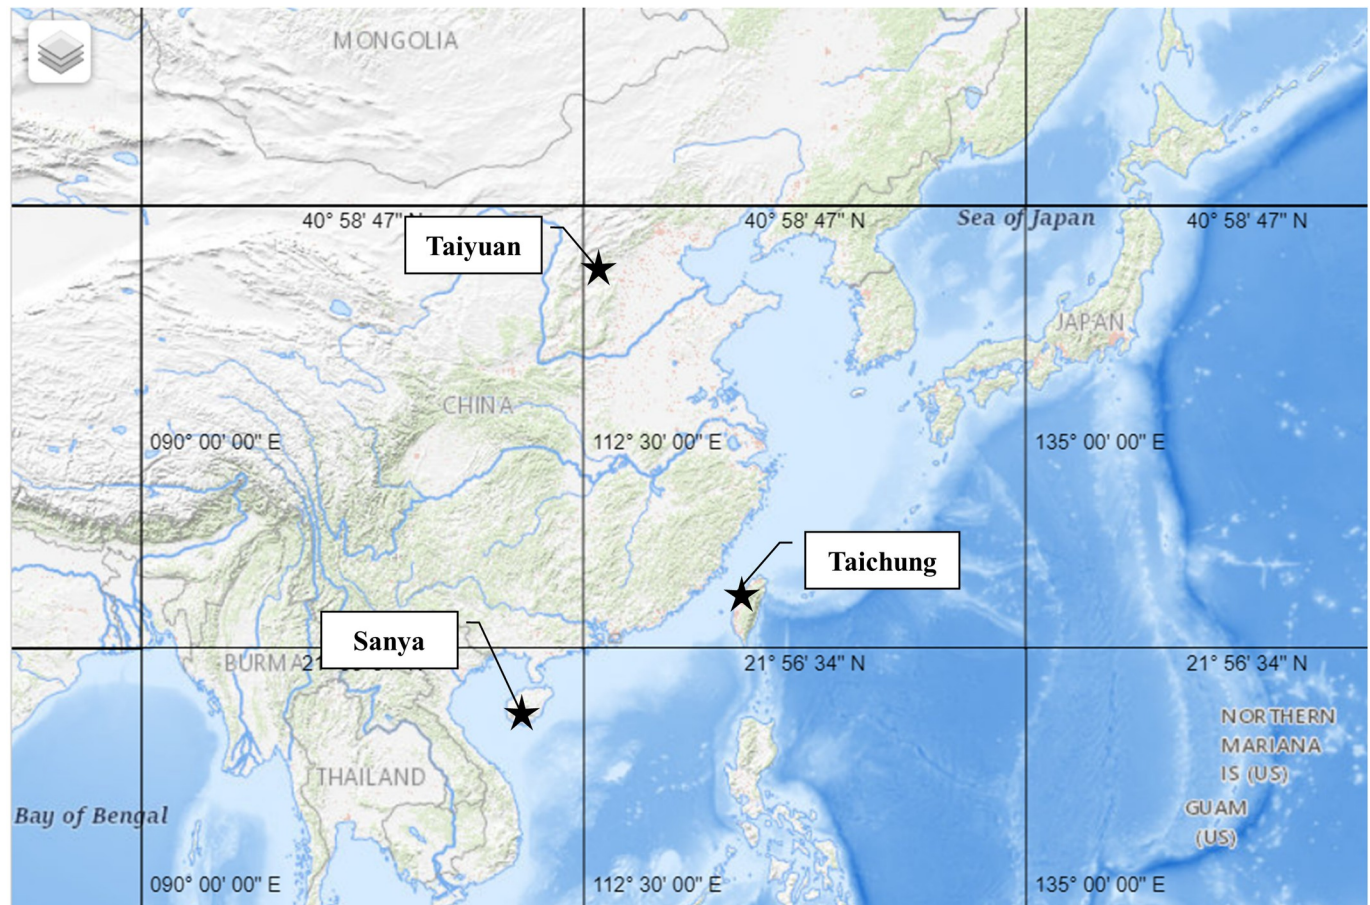 MONGOLIA
40° 58' 47" N
40° 58' 47" N
40° 58' 47" N
Taiyuan
Sea of Japan
JAPAN
CHINA
090° 00' 00" E
112° 30' 00" E
135° 00' 00" E
Taichung
Sanya
BURMA
21° 56' 34" N
21° 56' 34" N
NORTHERN
MARIANA
IS (US)
THAILAND
GUAM
(US)
Bay of Bengal
090° 00' 00" E
112° 30' 00" E
135° 00' 00" E